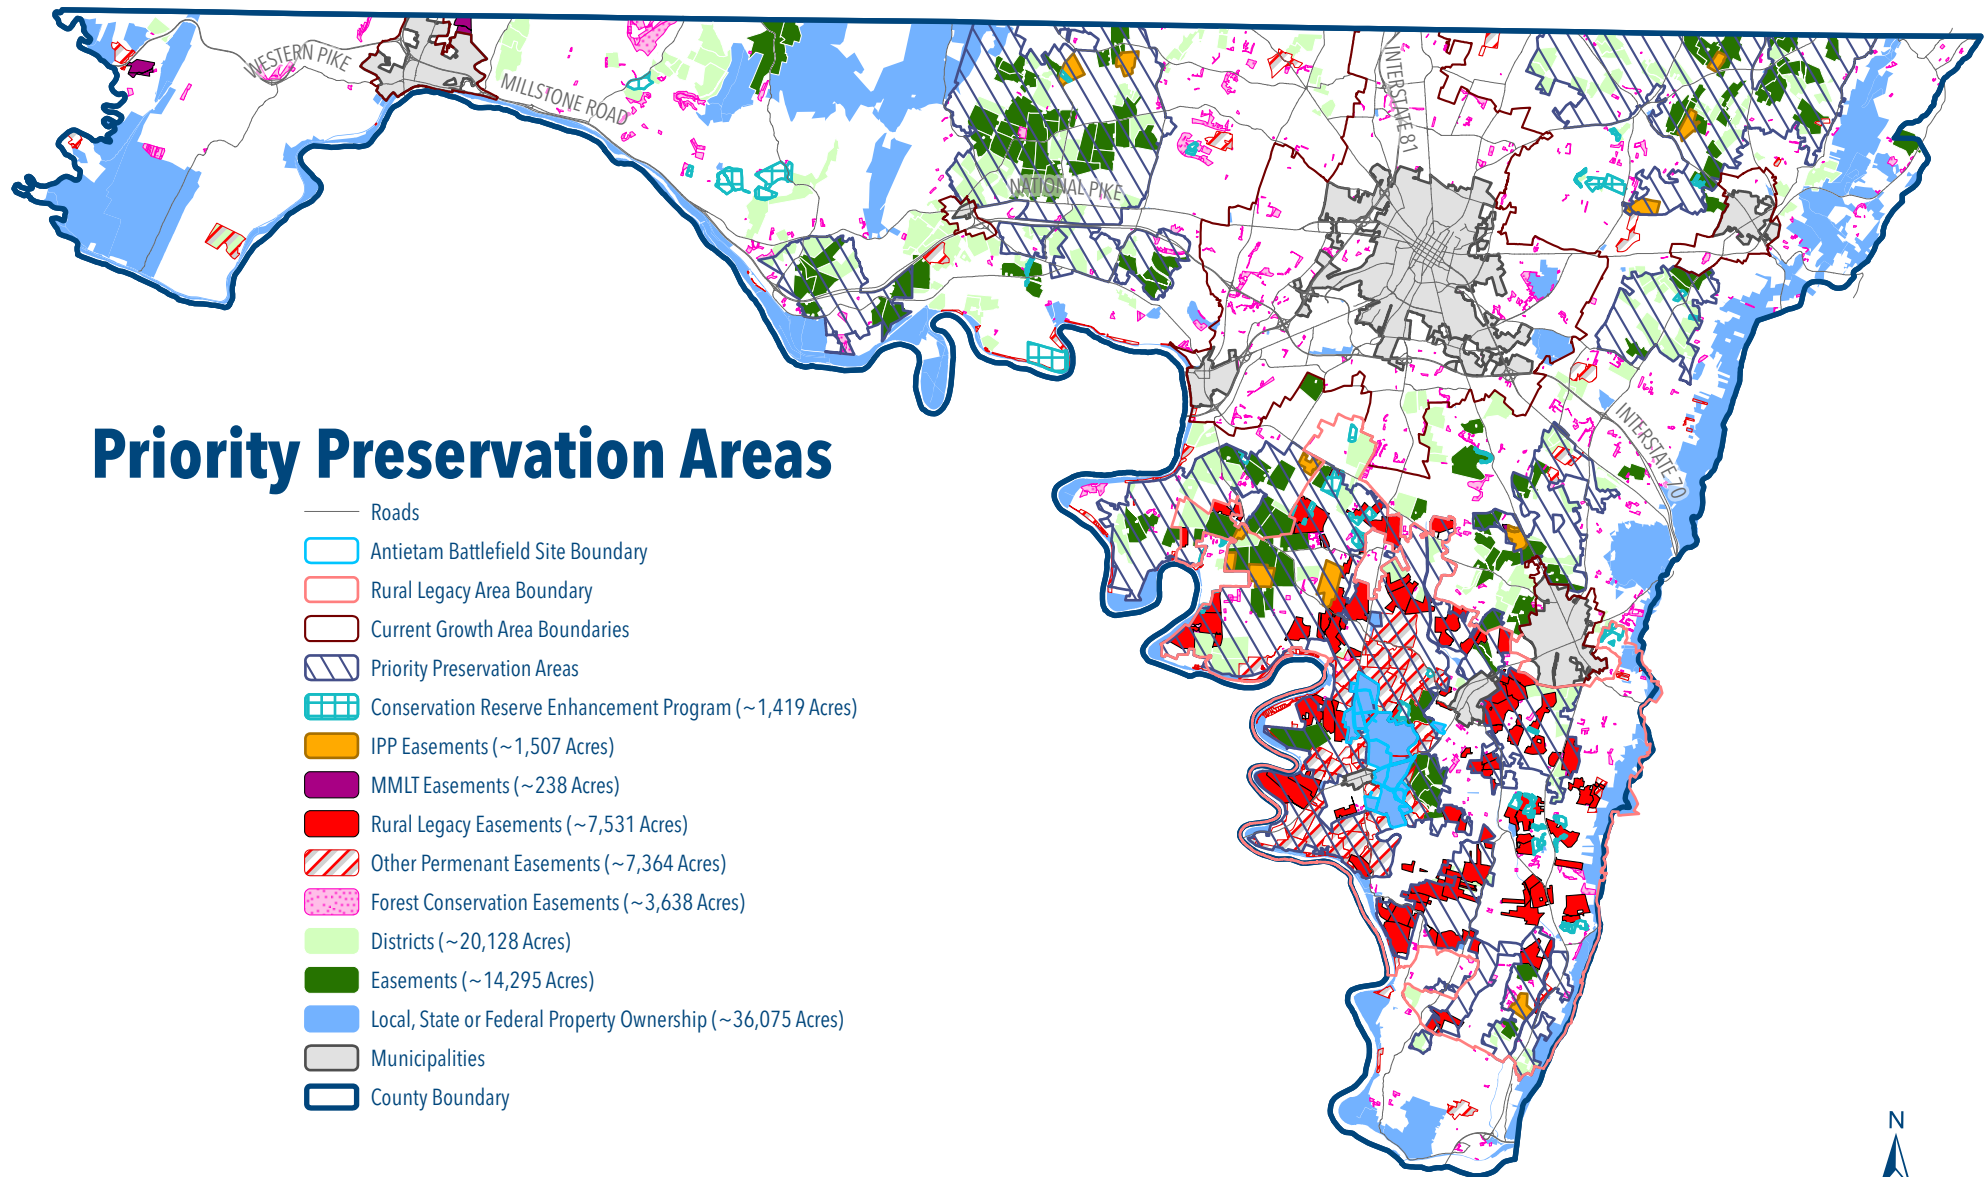 WESTERN PIKE
MILLSTONE ROAD
INTERSTATE 81
NATIONAL PIKE
INTERSTATE 70
Priority Preservation Areas
Roads
Antietam Battlefield Site Boundary
Rural Legacy Area Boundary
Current Growth Area Boundaries
Priority Preservation Areas
Conservation Reserve Enhancement Program (~1,419 Acres)
IPP Easements (~1,507 Acres)
MMLT Easements (~238 Acres)
Rural Legacy Easements (~7,531 Acres)
Other Permenant Easements (~7,364 Acres)
Forest Conservation Easements (~3,638 Acres)
Districts (~20,128 Acres)
Easements (~14,295 Acres)
Local, State or Federal Property Ownership (~36,075 Acres)
Municipalities
County Boundary
N